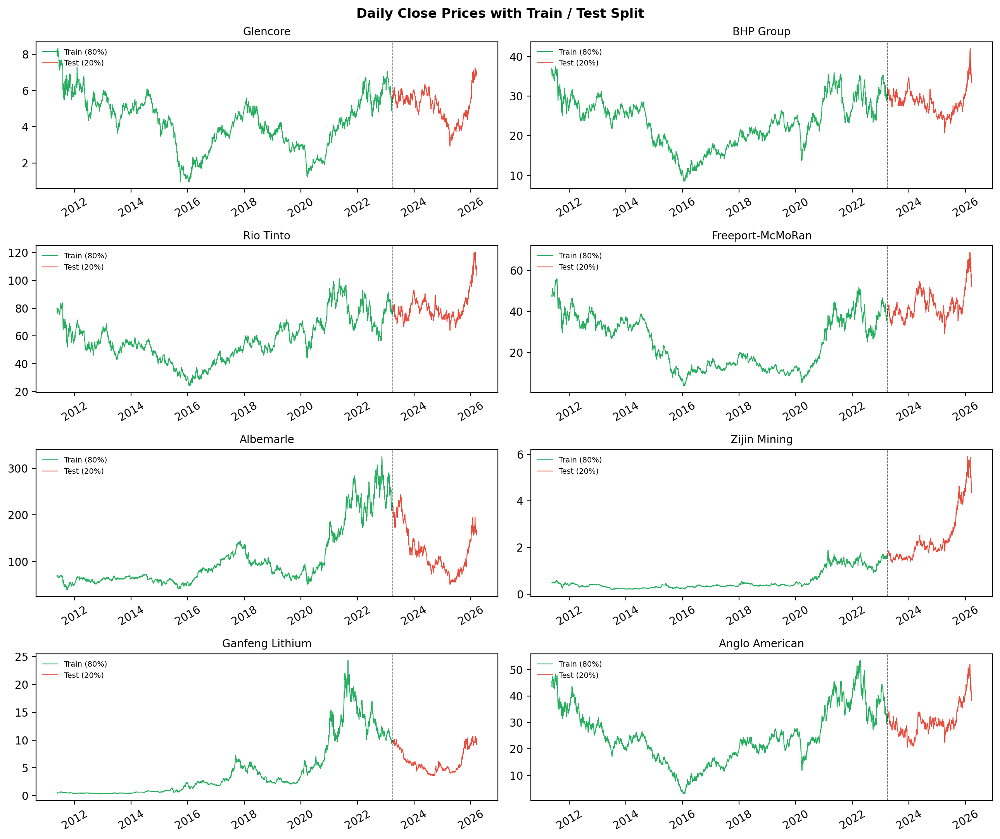 Daily Close Prices with Train / Test Split
Glencore
Train (80%)
Test (20%)
8
6
4
2
2012 2014 2016 2018 2020 2022 2024 2026
BHP Group
Train (80%)
Test (20%)
40
30
20
10
2012 2014 2016 2018 2020 2022 2024 2026
Rio Tinto
Train (80%)
Test (20%)
120
100
80
60
40
20
2012 2014 2016 2018 2020 2022 2024 2026
Freeport-McMoRan
Train (80%)
Test (20%)
60
40
20
2012 2014 2016 2018 2020 2022 2024 2026
Albemarle
Train (80%)
Test (20%)
300
200
100
2012 2014 2016 2018 2020 2022 2024 2026
Zijin Mining
Train (80%)
Test (20%)
6
4
2
0
2012 2014 2016 2018 2020 2022 2024 2026
Ganfeng Lithium
Train (80%)
Test (20%)
25
20
15
10
5
0
2012 2014 2016 2018 2020 2022 2024 2026
Anglo American
Train (80%)
Test (20%)
50
40
30
20
10
2012 2014 2016 2018 2020 2022 2024 2026